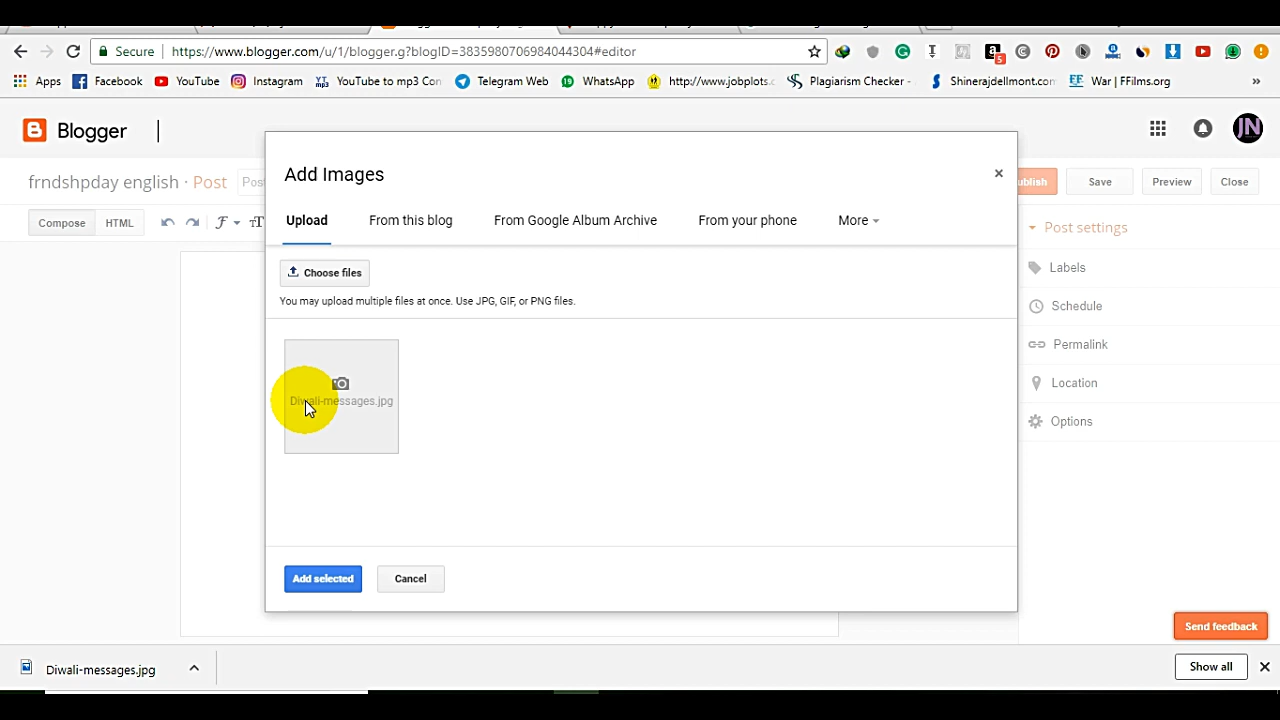 Secure
https://www.blogger.com/u/1/blogger.g?blogID=3835980706984044304#editor
5
Apps
Facebook
YouTube
Instagram
YouTube to mp3 Con
Telegram Web
WhatsApp
http://www.jobplots.c
Plagiarism Checker -
Shinerajdellmont.com
War | FFilms.org
»
Blogger
JN
Add Images
×
frndshpday english · Post
Post
Upload
From this blog
From Google Album Archive
From your phone
More
blish
Save
Preview
Close
Compose
HTML
Post settings
Choose files
You may upload multiple files at once. Use JPG, GIF, or PNG files.
Labels
Schedule
Permalink
Location
Options
Diwali-messages.jpg
Add selected
Cancel
Send feedback
Diwali-messages.jpg
Show all